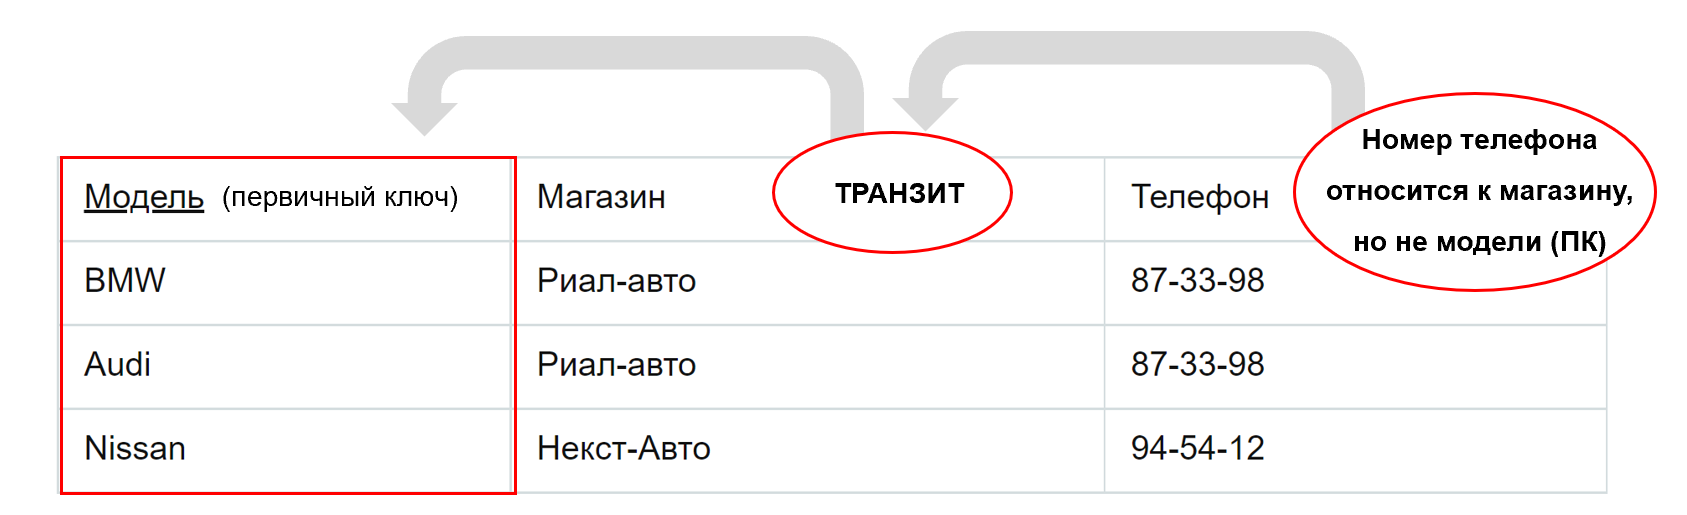 Модель (первичный ключ) Магазин ТРАНЗИТ Телефон
Номер телефона
относится к магазину,
но не модели (ПК)
BMW Риал-авто 87-33-98
Audi Риал-авто 87-33-98
Nissan Некст-Авто 94-54-12